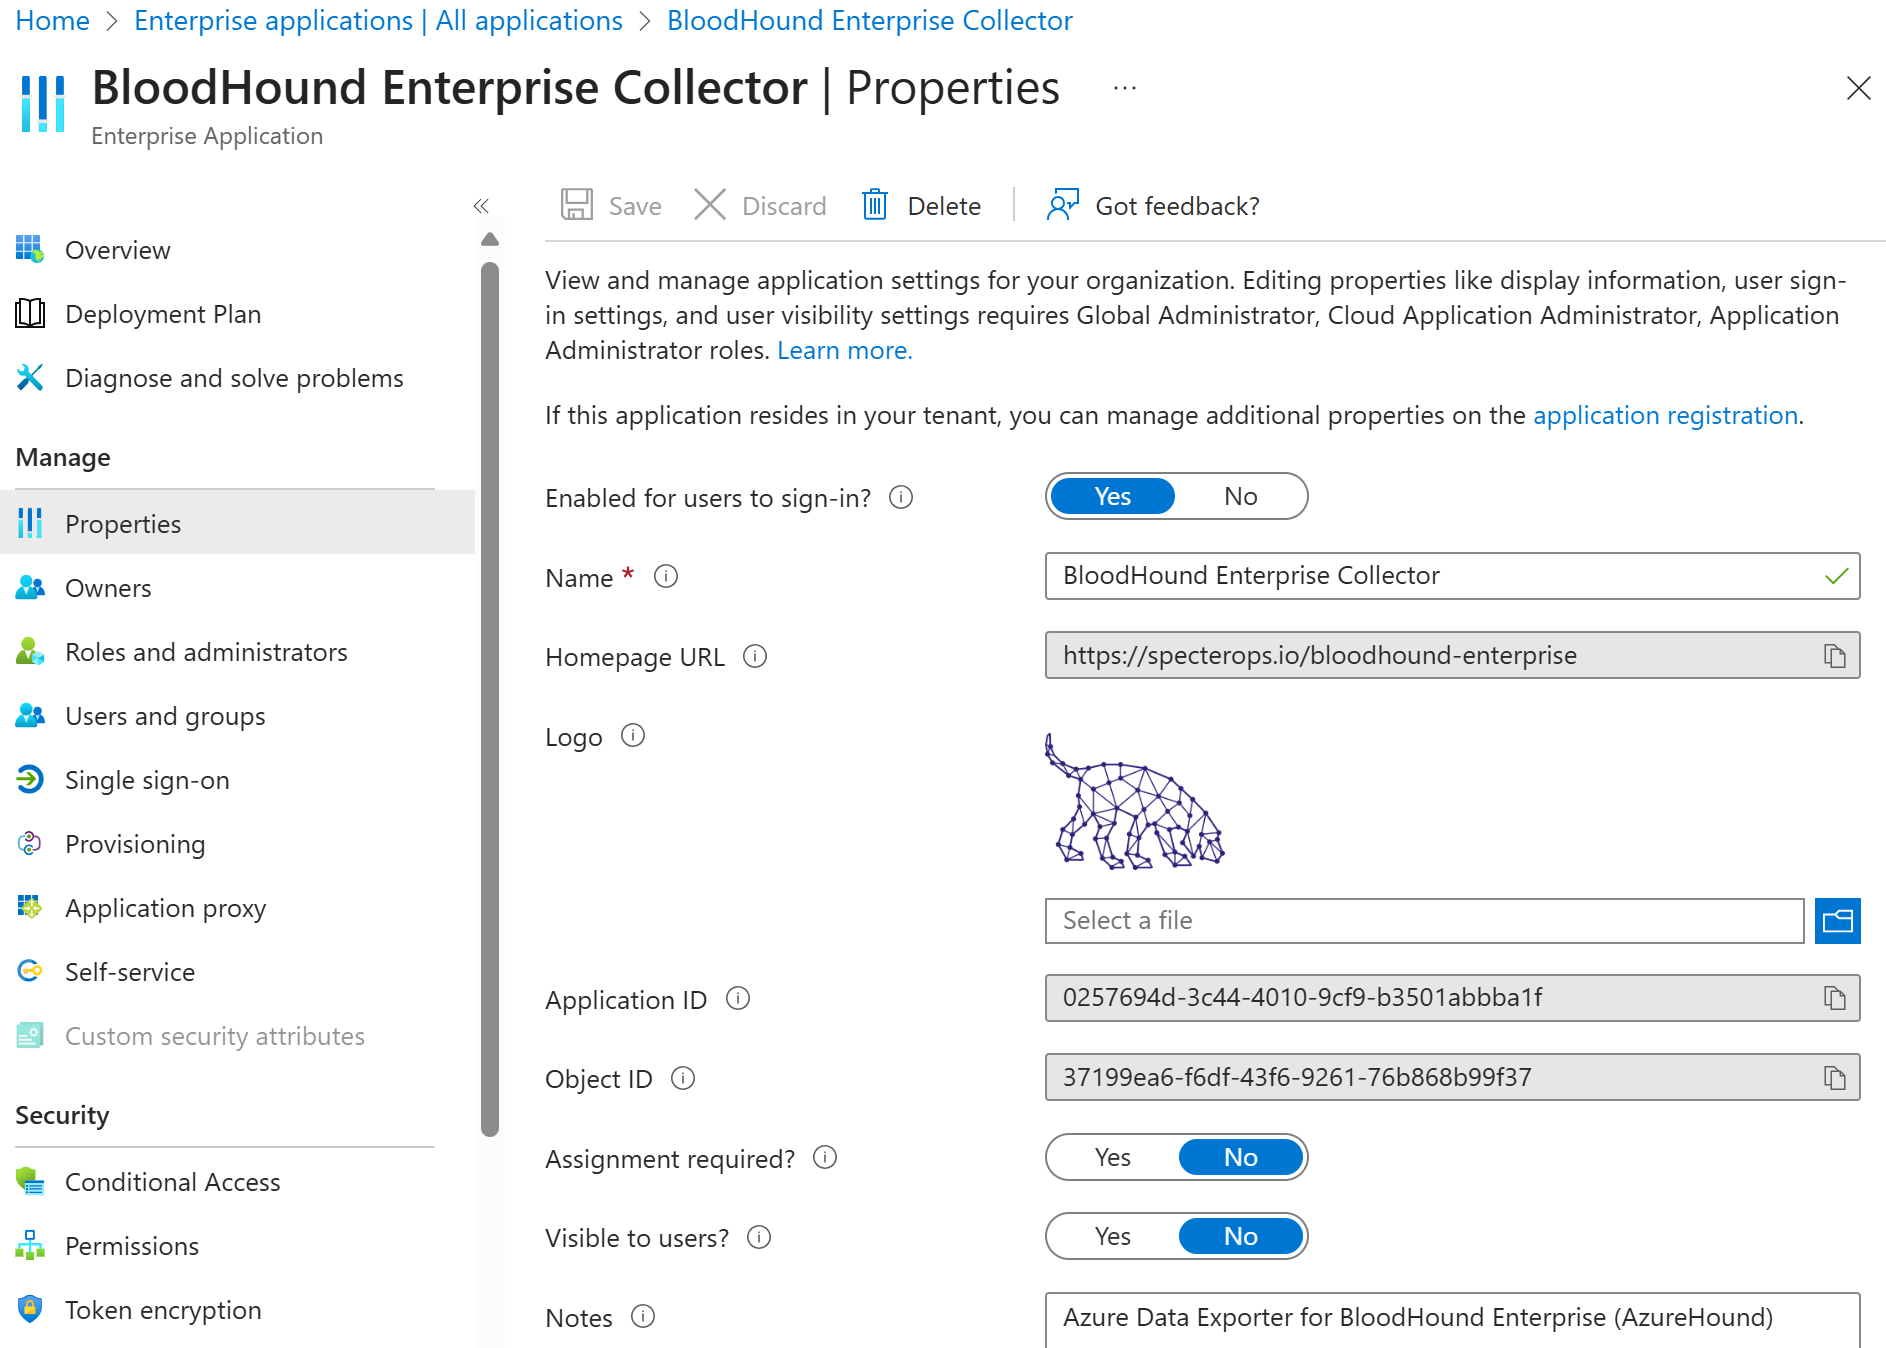 Home > Enterprise applications | All applications > BloodHound Enterprise Collector
BloodHound Enterprise Collector | Properties ...
Enterprise Application
Overview
Deployment Plan
Diagnose and solve problems
Manage
Properties
Owners
Roles and administrators
Users and groups
Single sign-on
Provisioning
Application proxy
Self-service
Custom security attributes
Security
Conditional Access
Permissions
Token encryption
Save Discard Delete Got feedback?
View and manage application settings for your organization. Editing properties like display information, user sign-
in settings, and user visibility settings requires Global Administrator, Cloud Application Administrator, Application
Administrator roles. Learn more.
If this application resides in your tenant, you can manage additional properties on the application registration.
Enabled for users to sign-in? Yes No
Name * BloodHound Enterprise Collector
Homepage URL https://specterops.io/bloodhound-enterprise
Logo
Select a file
Application ID 0257694d-3c44-4010-9cf9-b3501abbba1f
Object ID 37199ea6-f6df-43f6-9261-76b868b99f37
Assignment required? Yes No
Visible to users? Yes No
Notes Azure Data Exporter for BloodHound Enterprise (AzureHound)